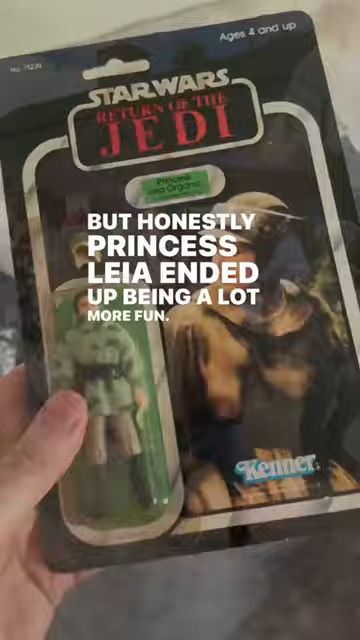 Ages 4 and up
STAR WARS
RETURN OF THE
JEDI
Princess
Leia Organa
BUT HONESTLY
PRINCESS
LEIA ENDED
UP BEING A LOT
MORE FUN.
Kenner